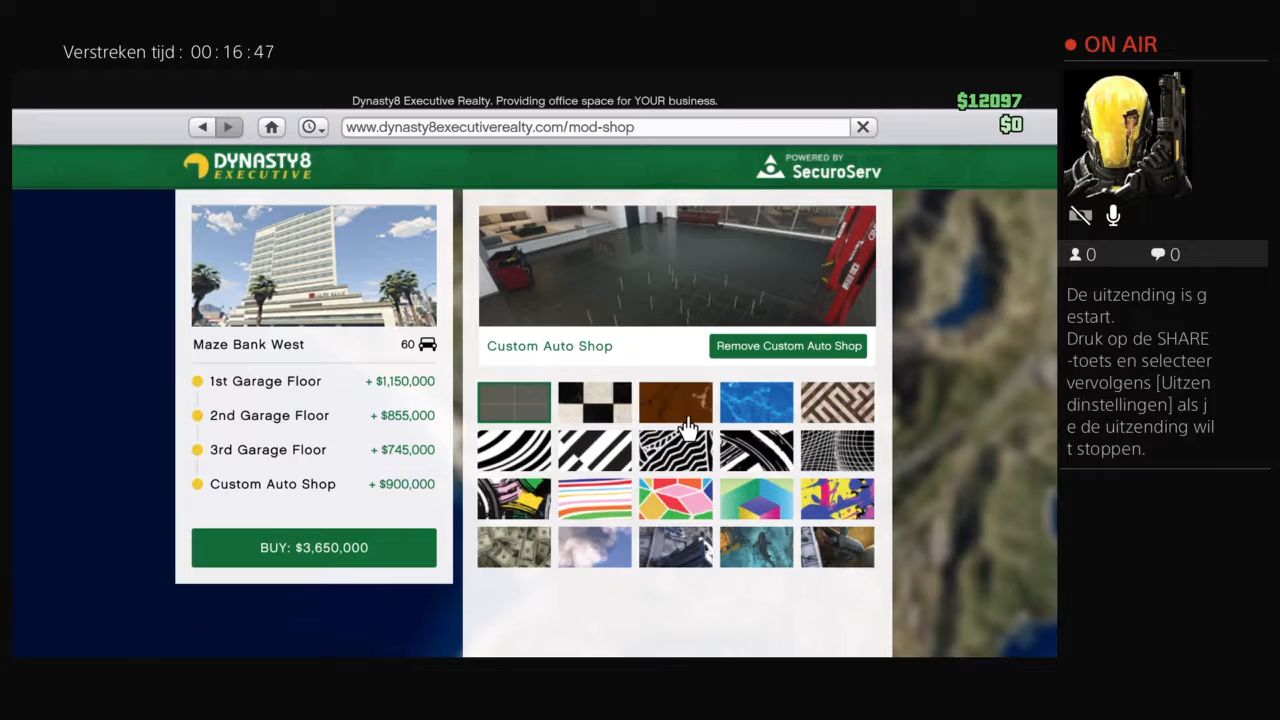 Verstreken tijd : 00 : 16 : 47
ON AIR
Dynasty8 Executive Realty. Providing office space for YOUR business.
$12097
$0
www.dynasty8executiverealty.com/mod-shop
DYNASTY 8
EXECUTIVE
POWERED BY
SecuroServ
Maze Bank West 60
1st Garage Floor + $1,150,000
2nd Garage Floor + $855,000
3rd Garage Floor + $745,000
Custom Auto Shop + $900,000
BUY: $3,650,000
Custom Auto Shop
Remove Custom Auto Shop
0 0
De uitzending is g
estart.
Druk op de SHARE
-toets en selecteer
vervolgens [Uitzen
dinstellingen] als j
e de uitzending wil
t stoppen.